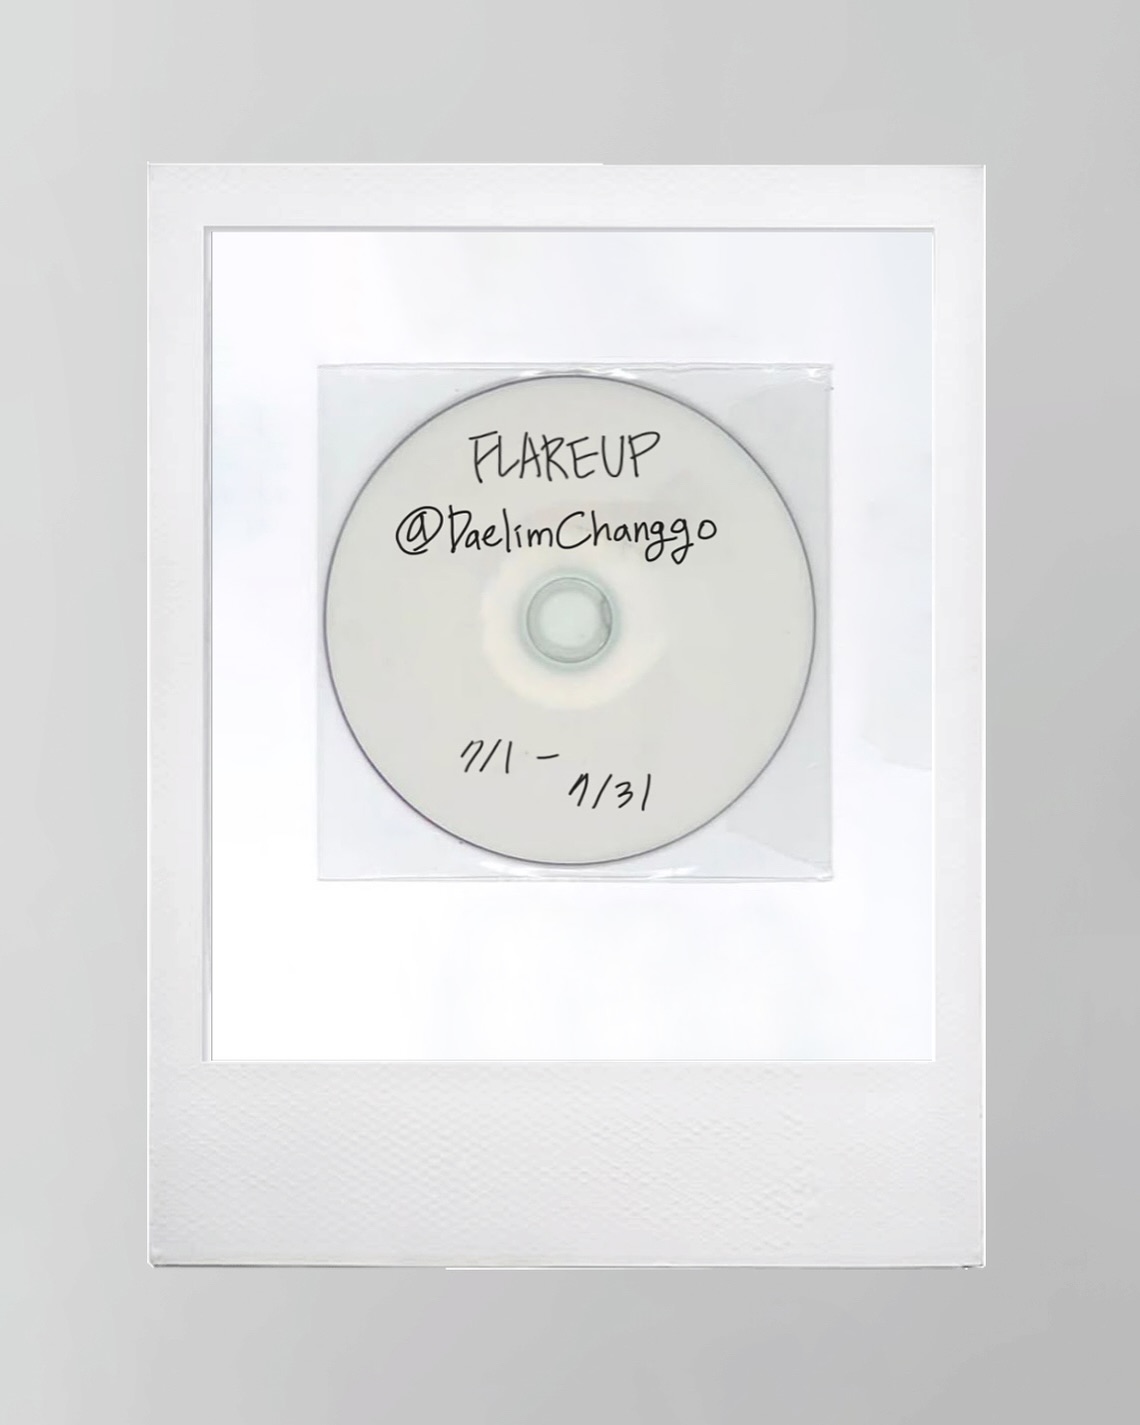 FLAREUP
@DaelimChanggo
7/1 -
7/31